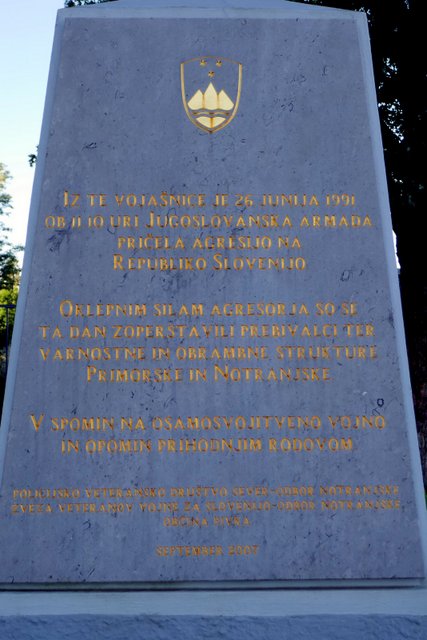 IZ TE VOJAŠNICE JE 26. JUNIJA 1991
OB 11.10 URI JUGOSLOVANSKA ARMADA
PRIČELA AGRESIJO NA
REPUBLIKO SLOVENIJO
OKLEPNIM SILAM AGRESORJA SO SE
TA DAN ZOPERSTAVILI PREBIVALCI TER
VARNOSTNE IN OBRAMBNE STRUKTURE
PRIMORSKE IN NOTRANJSKE
V SPOMIN NA OSAMOSVOJITVENO VOJNO
IN OPOMIN PRIHODNJIM RODOVOM
POLICIJSKO VETERANSKO DRUŠTVO SEVER-ODBOR NOTRANJSKE
ZVEZA VETERANOV VOJNE ZA SLOVENIJO-ODBOR NOTRANJSKE
OBČINA PIVKA
SEPTEMBER 2007